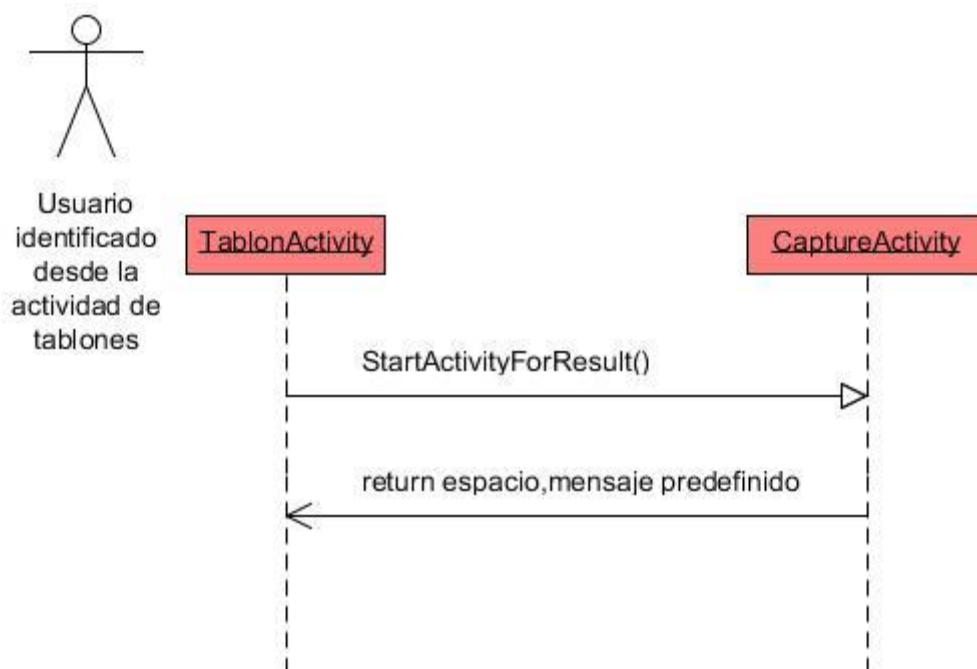 Usuario
identificado
desde la
actividad de
tablones
TablonActivity
CaptureActivity
StartActivityForResult()
return espacio,mensaje predefinido